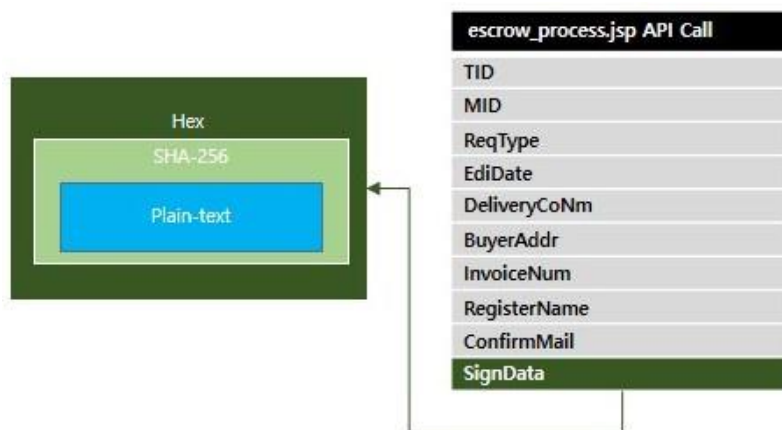 Hex
SHA-256
Plain-text
escrow_process.jsp API Call
TID
MID
ReqType
EdiDate
DeliveryCoNm
BuyerAddr
InvoiceNum
RegisterName
ConfirmMail
SignData